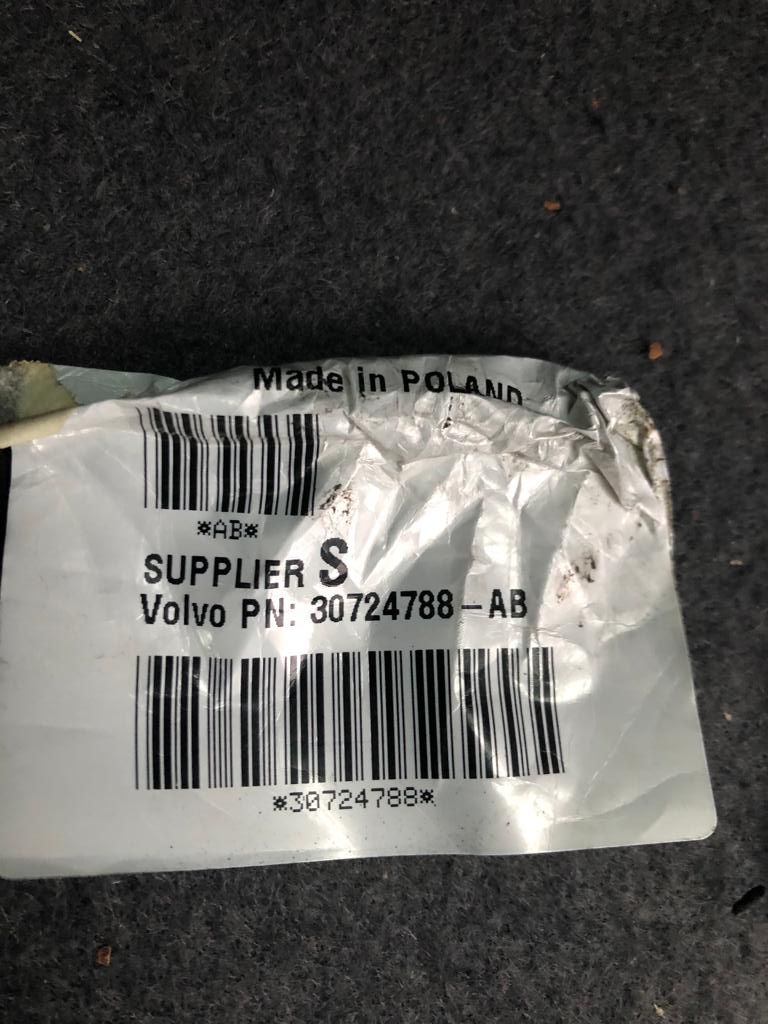 Made in POLAND
*AB*
SUPPLIER S
Volvo PN: 30724788-AB
*30724788*